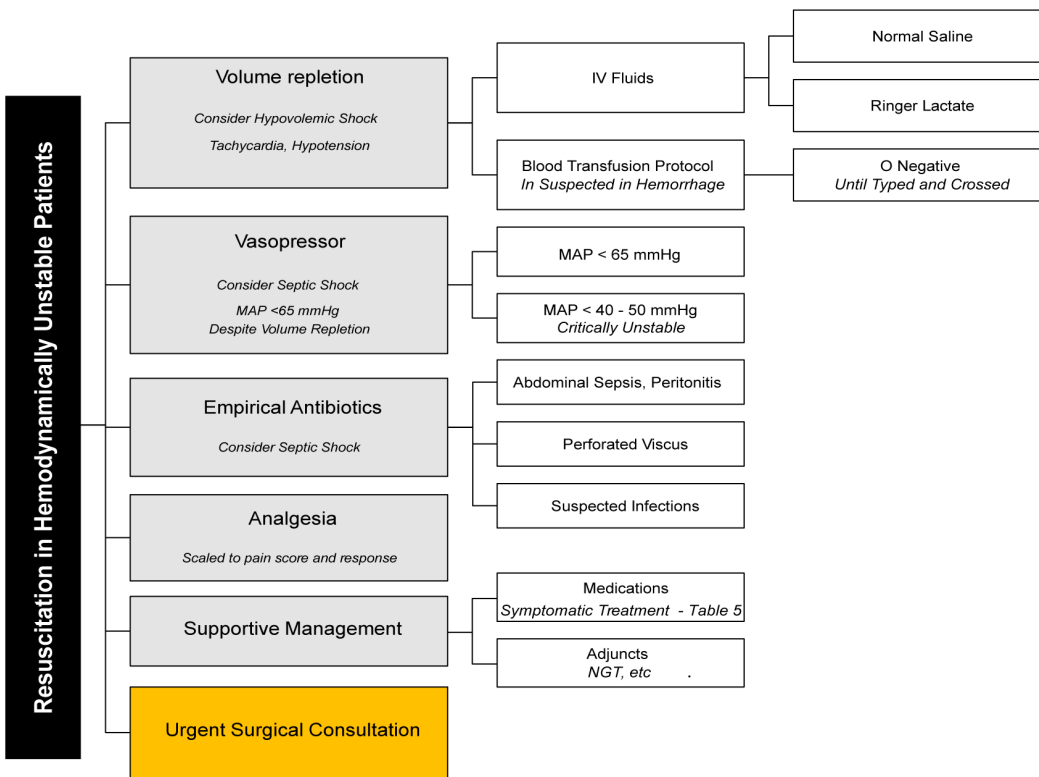 Resuscitation in Hemodynamically Unstable Patients
Volume repletion
Consider Hypovolemic Shock
Tachycardia, Hypotension
IV Fluids
Normal Saline
Ringer Lactate
Blood Transfusion Protocol
In Suspected in Hemorrhage
O Negative
Until Typed and Crossed
Vasopressor
Consider Septic Shock
MAP <65 mmHg
Despite Volume Repletion
MAP < 65 mmHg
MAP < 40 - 50 mmHg
Critically Unstable
Empirical Antibiotics
Consider Septic Shock
Abdominal Sepsis, Peritonitis
Perforated Viscus
Suspected Infections
Analgesia
Scaled to pain score and response
Supportive Management
Medications
Symptomatic Treatment - Table 5
Adjuncts
NGT, etc .
Urgent Surgical Consultation